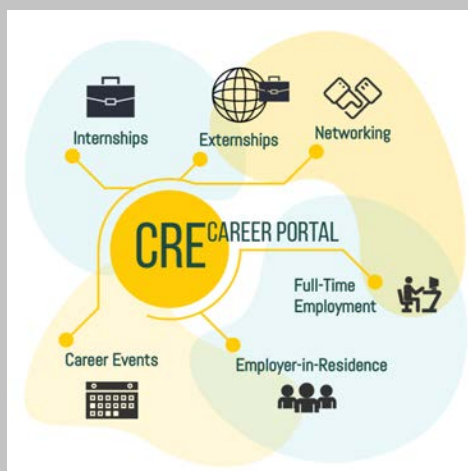 Internships
Externships
Networking
CRE CAREER PORTAL
Full-Time
Employment
Career Events
Employer-in-Residence